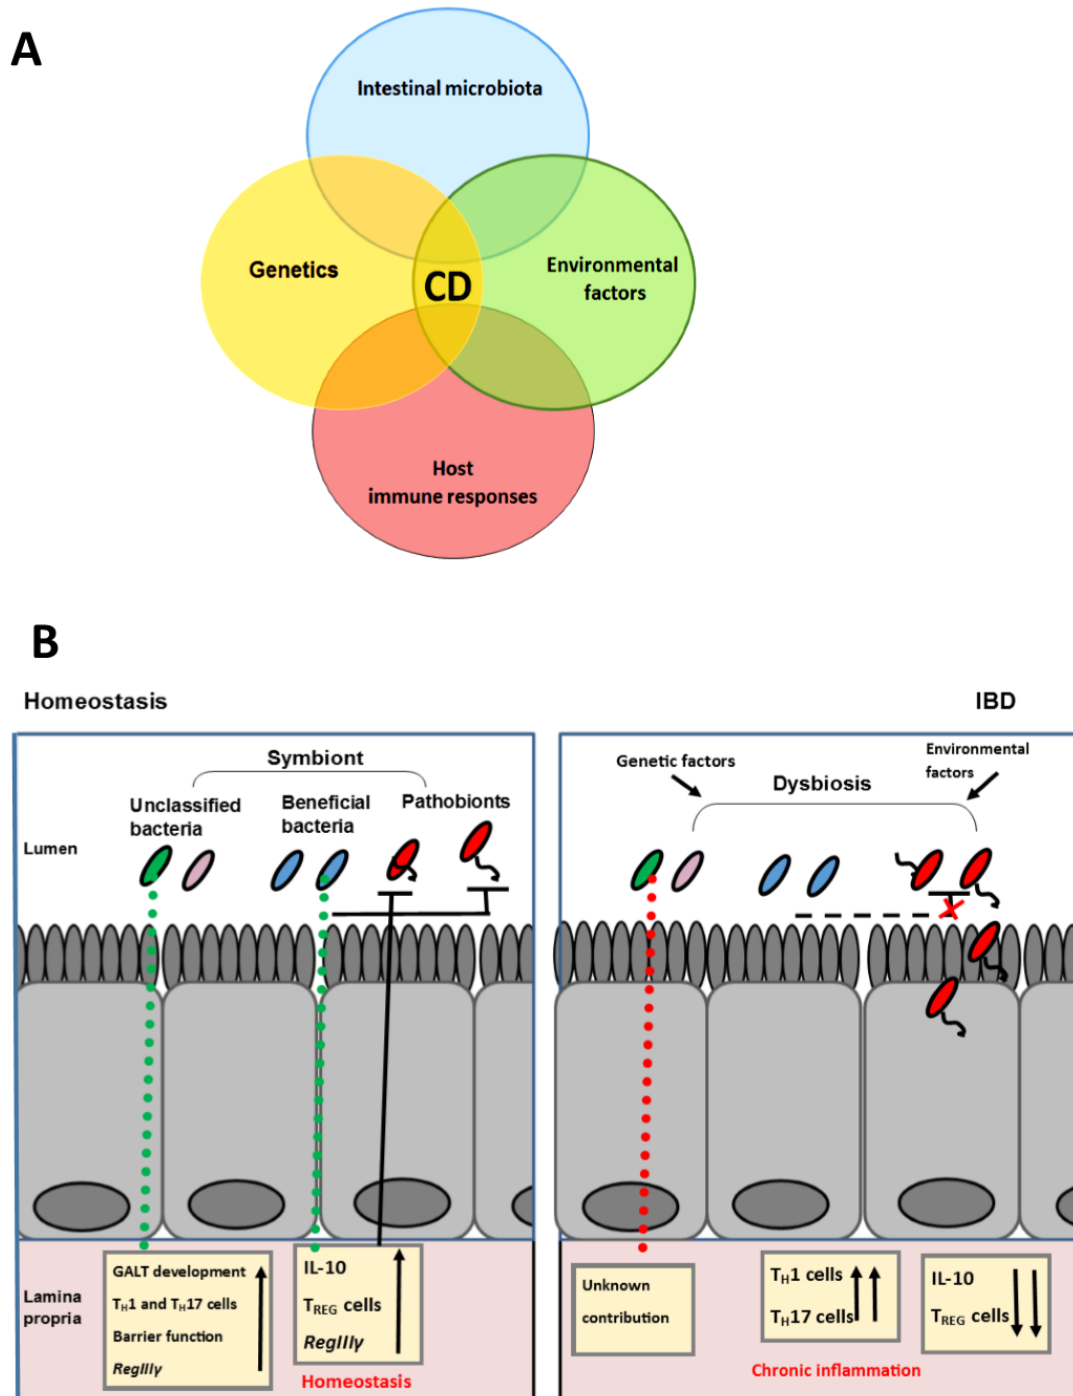 A
Intestinal microbiota
Genetics
CD
Environmental
factors
Host
immune responses
B
Homeostasis
IBD
Symbiont
Unclassified
bacteria
Beneficial
bacteria
Pathobionts
Lumen
GALT development
TH1 and TH17 cells
Barrier function
RegIIIγ
IL-10
TREG cells
RegIIIγ
Lamina
propria
Homeostasis
Genetic factors
Environmental
factors
Dysbiosis
Unknown
contribution
TH1 cells
TH17 cells
IL-10
TREG cells
Chronic inflammation